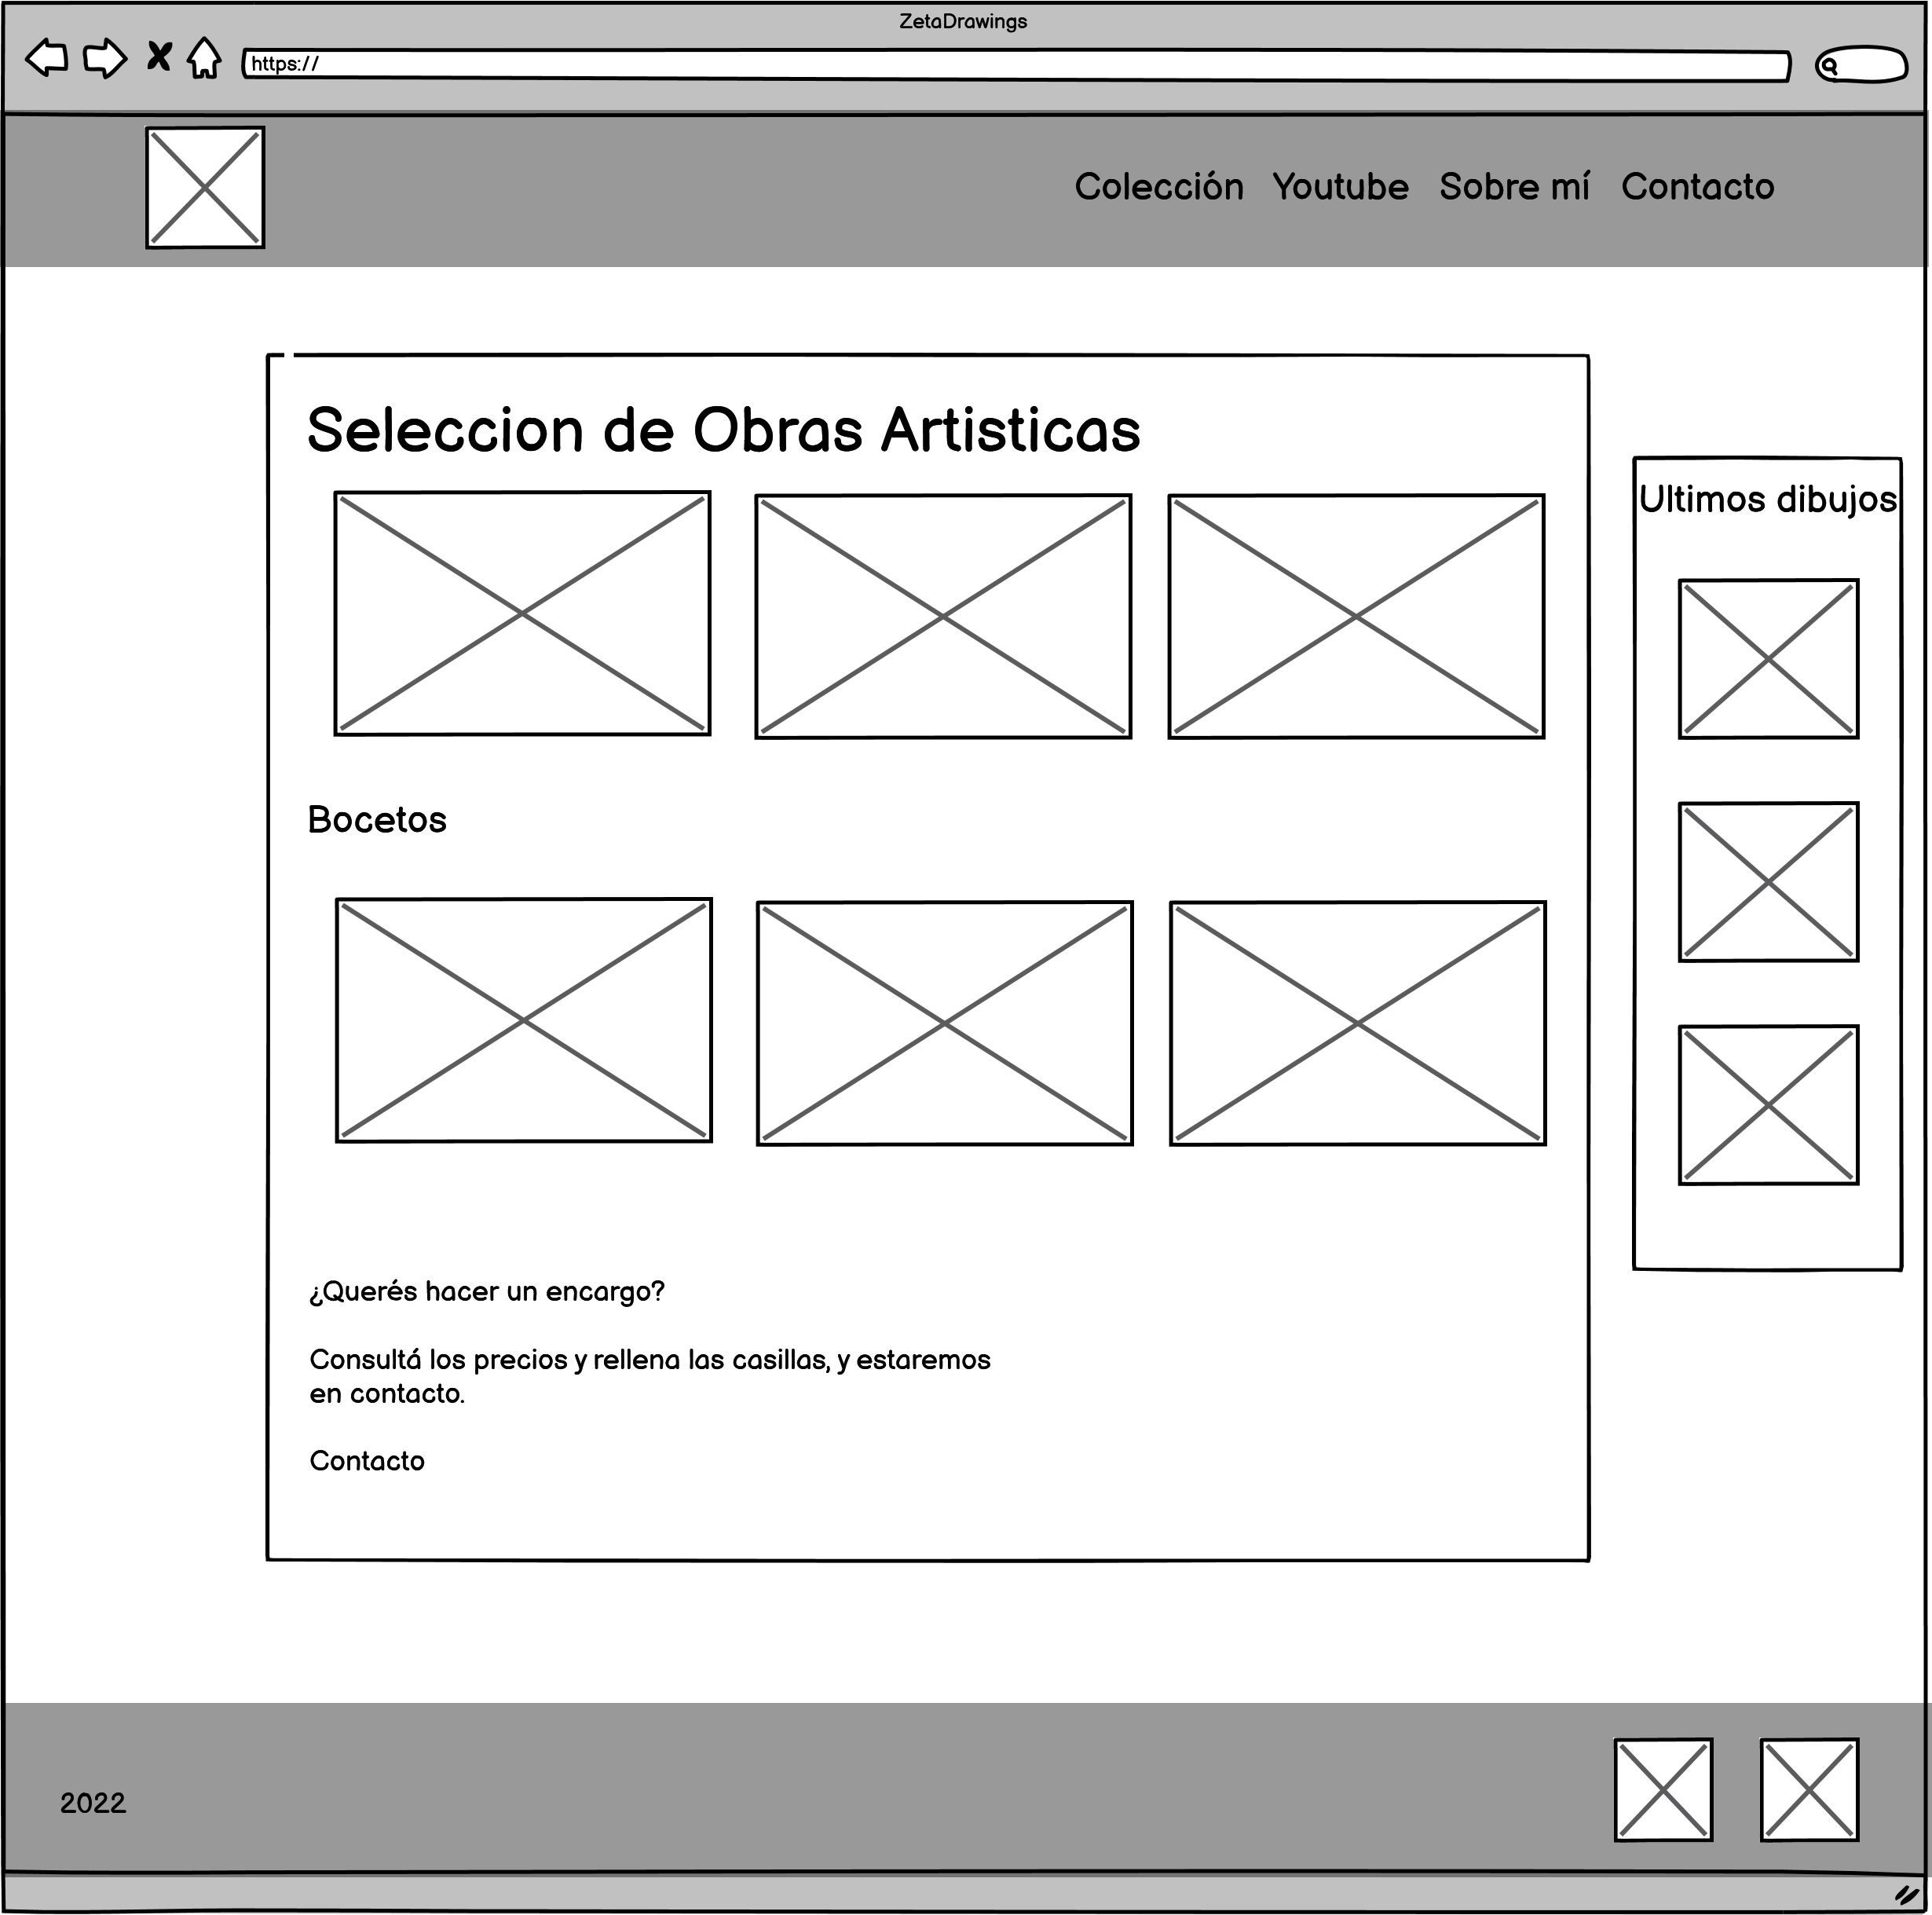 ZetaDrawings
https://
Colección Youtube Sobre mí Contacto
Seleccion de Obras Artisticas
Ultimos dibujos
Bocetos
¿Querés hacer un encargo?
Consultá los precios y rellena las casillas, y estaremos
en contacto.
Contacto
2022